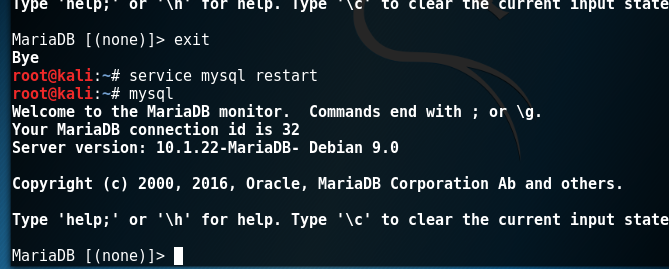 Type 'help;' or '\h' for help. Type '\c' to clear the current input state
MariaDB [(none)]> exit
Bye
root@kali:~# service mysql restart
root@kali:~# mysql
Welcome to the MariaDB monitor.  Commands end with ; or \g.
Your MariaDB connection id is 32
Server version: 10.1.22-MariaDB- Debian 9.0
Copyright (c) 2000, 2016, Oracle, MariaDB Corporation Ab and others.
Type 'help;' or '\h' for help. Type '\c' to clear the current input state
MariaDB [(none)]>